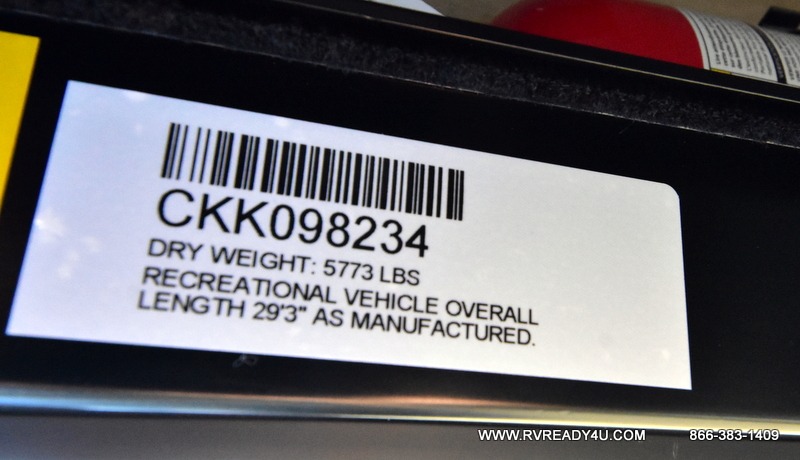 CKK098234
DRY WEIGHT: 5773 LBS
RECREATIONAL VEHICLE OVERALL
LENGTH 29'3" AS MANUFACTURED.
WWW.RVREADY4U.COM 866-383-1409